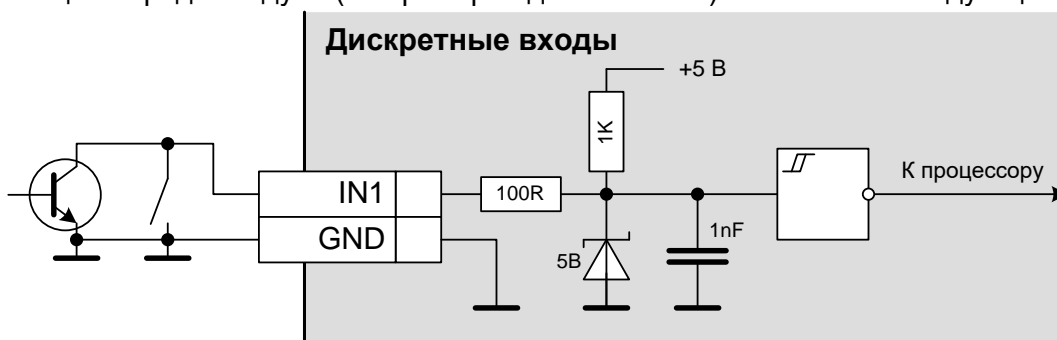 Дискретные входы
+5 В
1K
IN1
100R
К процессору
GND
1nF
5В